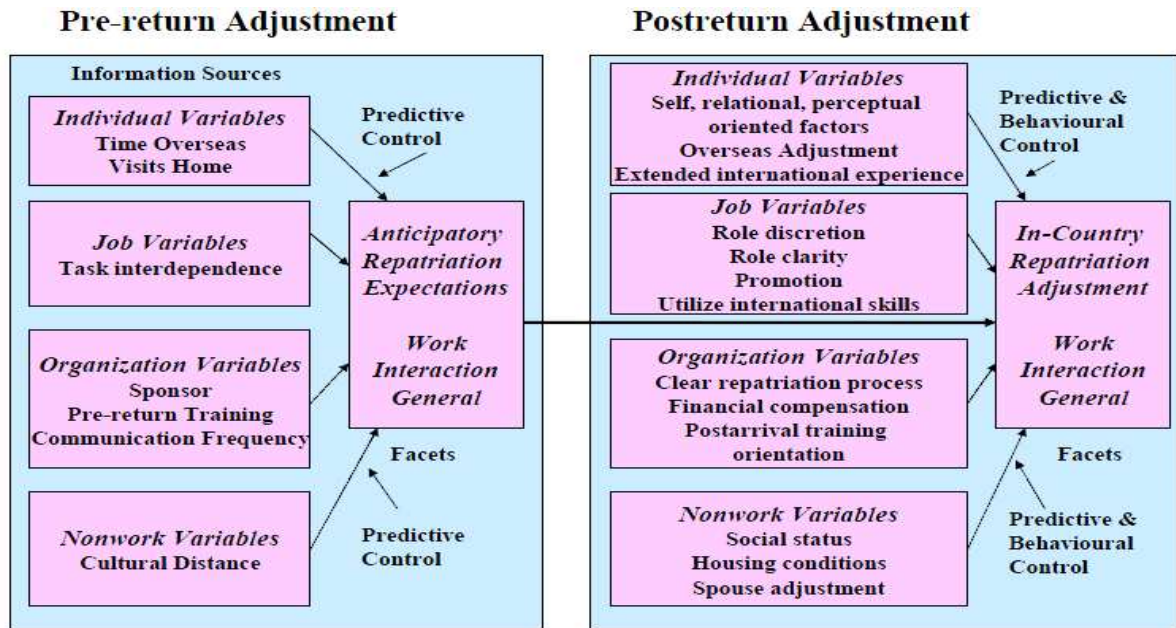 Pre-return Adjustment
Information Sources
Individual Variables
Time Overseas
Visits Home
Predictive
Control
Job Variables
Task interdependence
Anticipatory
Repatriation
Expectations
Work
Interaction
General
Organization Variables
Sponsor
Pre-return Training
Communication Frequency
Facets
Nonwork Variables
Cultural Distance
Predictive
Control
Postreturn Adjustment
Individual Variables
Self, relational, perceptual
oriented factors
Overseas Adjustment
Extended international experience
Predictive &
Behavioural
Control
Job Variables
Role discretion
Role clarity
Promotion
Utilize international skills
In-Country
Repatriation
Adjustment
Work
Interaction
General
Organization Variables
Clear repatriation process
Financial compensation
Postarrival training
orientation
Facets
Nonwork Variables
Social status
Housing conditions
Spouse adjustment
Predictive &
Behavioural
Control